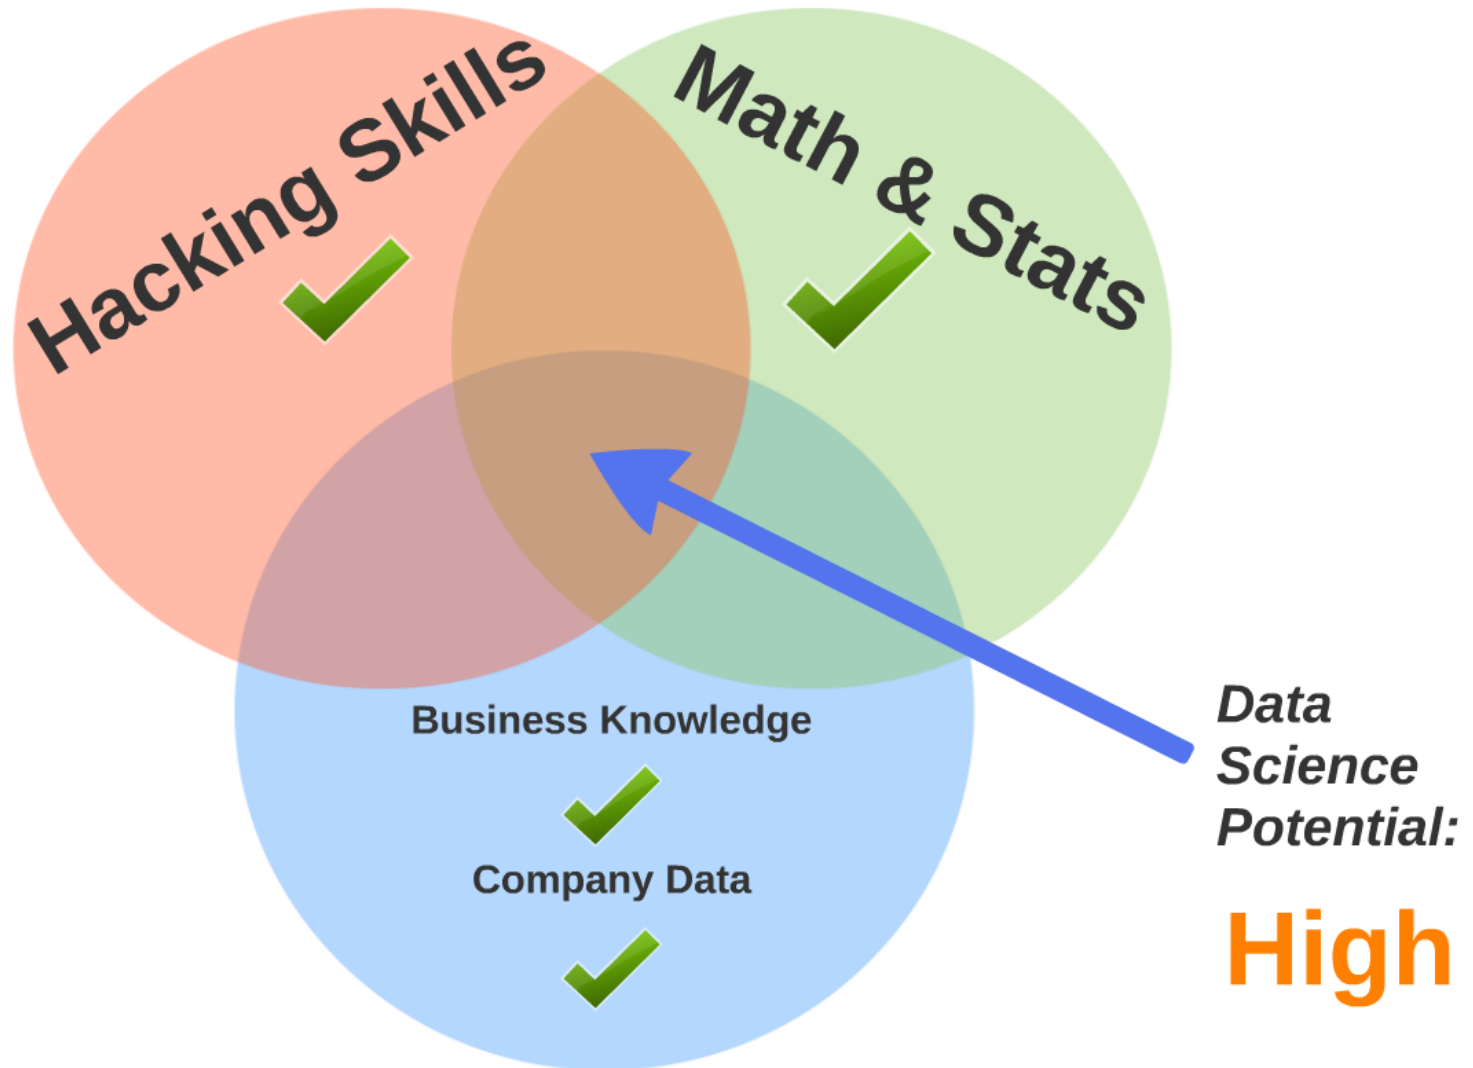 Hacking Skills
Math & Stats
Business Knowledge
Company Data
Data
Science
Potential:
High